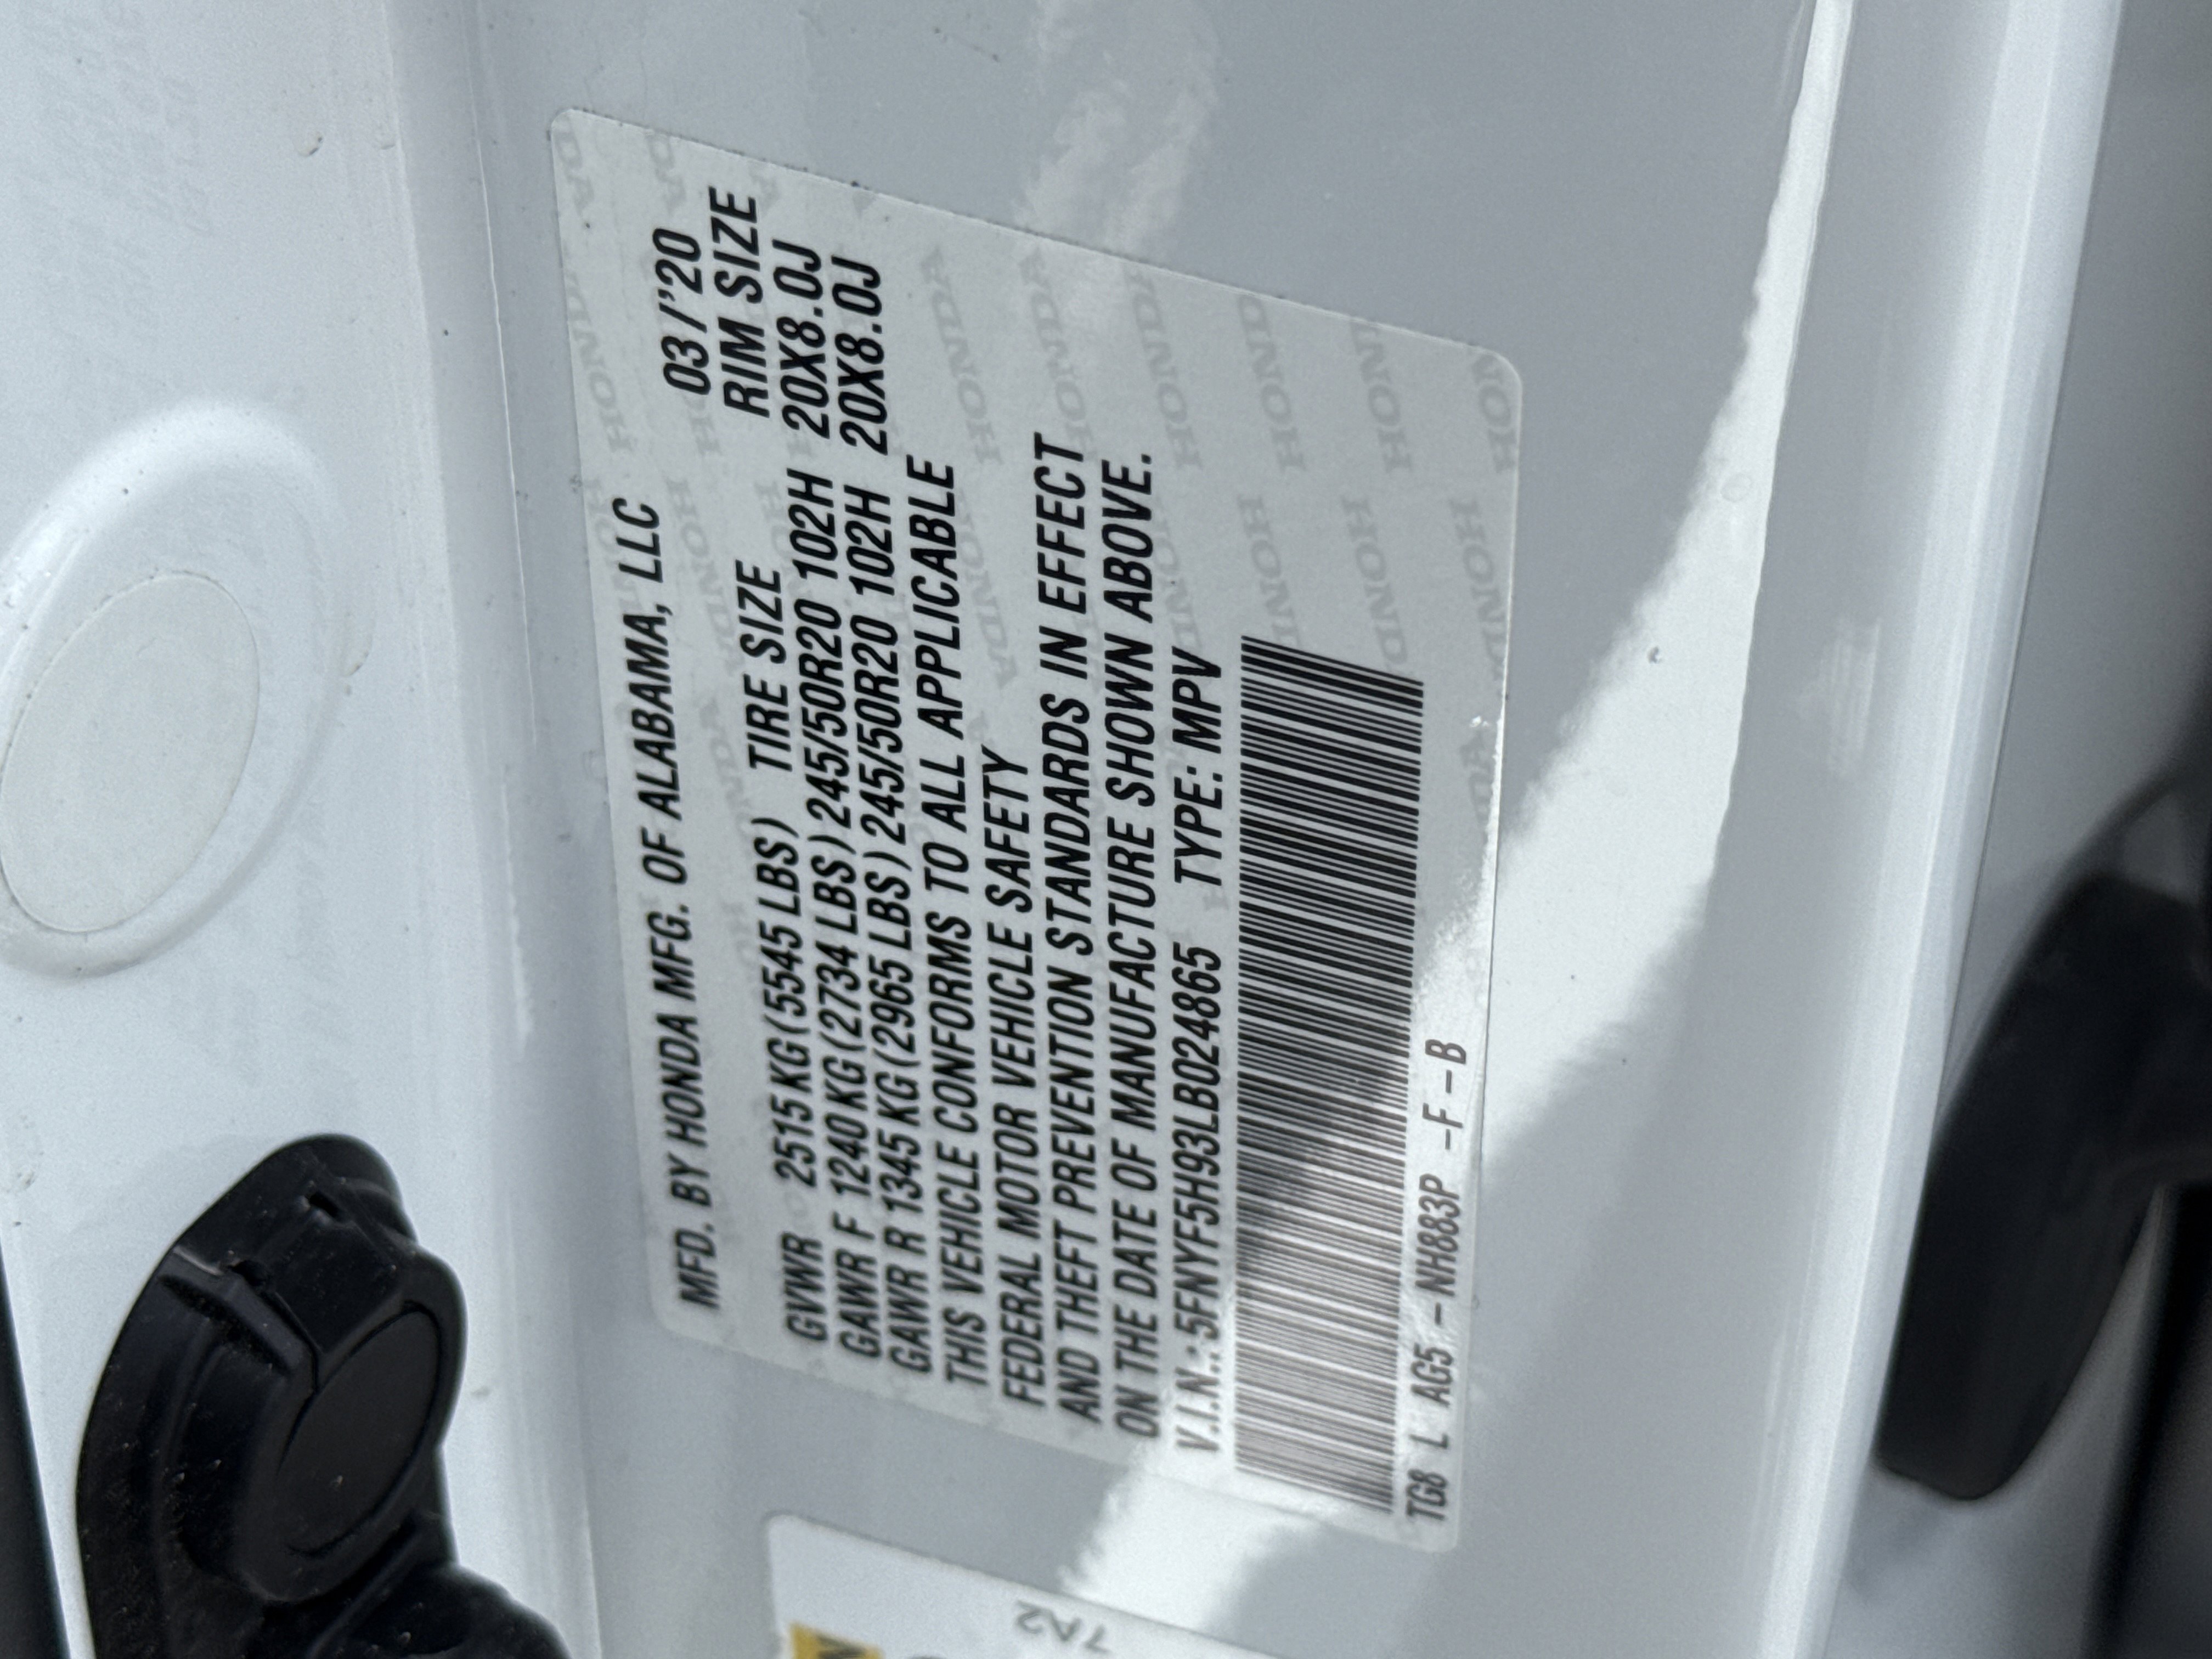 MFD. BY HONDA MFG. OF ALABAMA, LLC 03/'20
GVWR 2515 KG (5545 LBS) TIRE SIZE RIM SIZE
GAWR F 1240 KG (2734 LBS) 245/50R20 102H 20X8.0J
GAWR R 1345 KG (2965 LBS) 245/50R20 102H 20X8.0J
THIS VEHICLE CONFORMS TO ALL APPLICABLE
FEDERAL MOTOR VEHICLE SAFETY
AND THEFT PREVENTION STANDARDS IN EFFECT
ON THE DATE OF MANUFACTURE SHOWN ABOVE.
V.I.N.: 5FNYF5H93LB024865 TYPE: MPV
TG8 L AG5 - NH883P - F - B
7A2